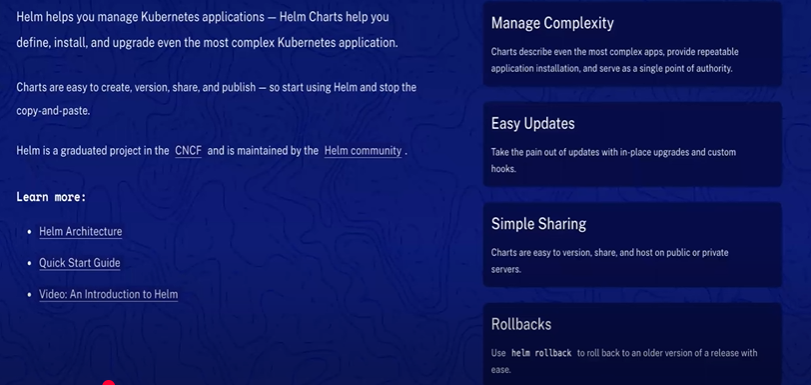 Helm helps you manage Kubernetes applications — Helm Charts help you
define, install, and upgrade even the most complex Kubernetes application.
Charts are easy to create, version, share, and publish — so start using Helm and stop the
copy-and-paste.
Helm is a graduated project in the CNCF and is maintained by the Helm community .
Learn more:
• Helm Architecture
• Quick Start Guide
• Video: An Introduction to Helm
Manage Complexity
Charts describe even the most complex apps, provide repeatable
application installation, and serve as a single point of authority.
Easy Updates
Take the pain out of updates with in-place upgrades and custom
hooks.
Simple Sharing
Charts are easy to version, share, and host on public or private
servers.
Rollbacks
Use helm rollback to roll back to an older version of a release with
ease.